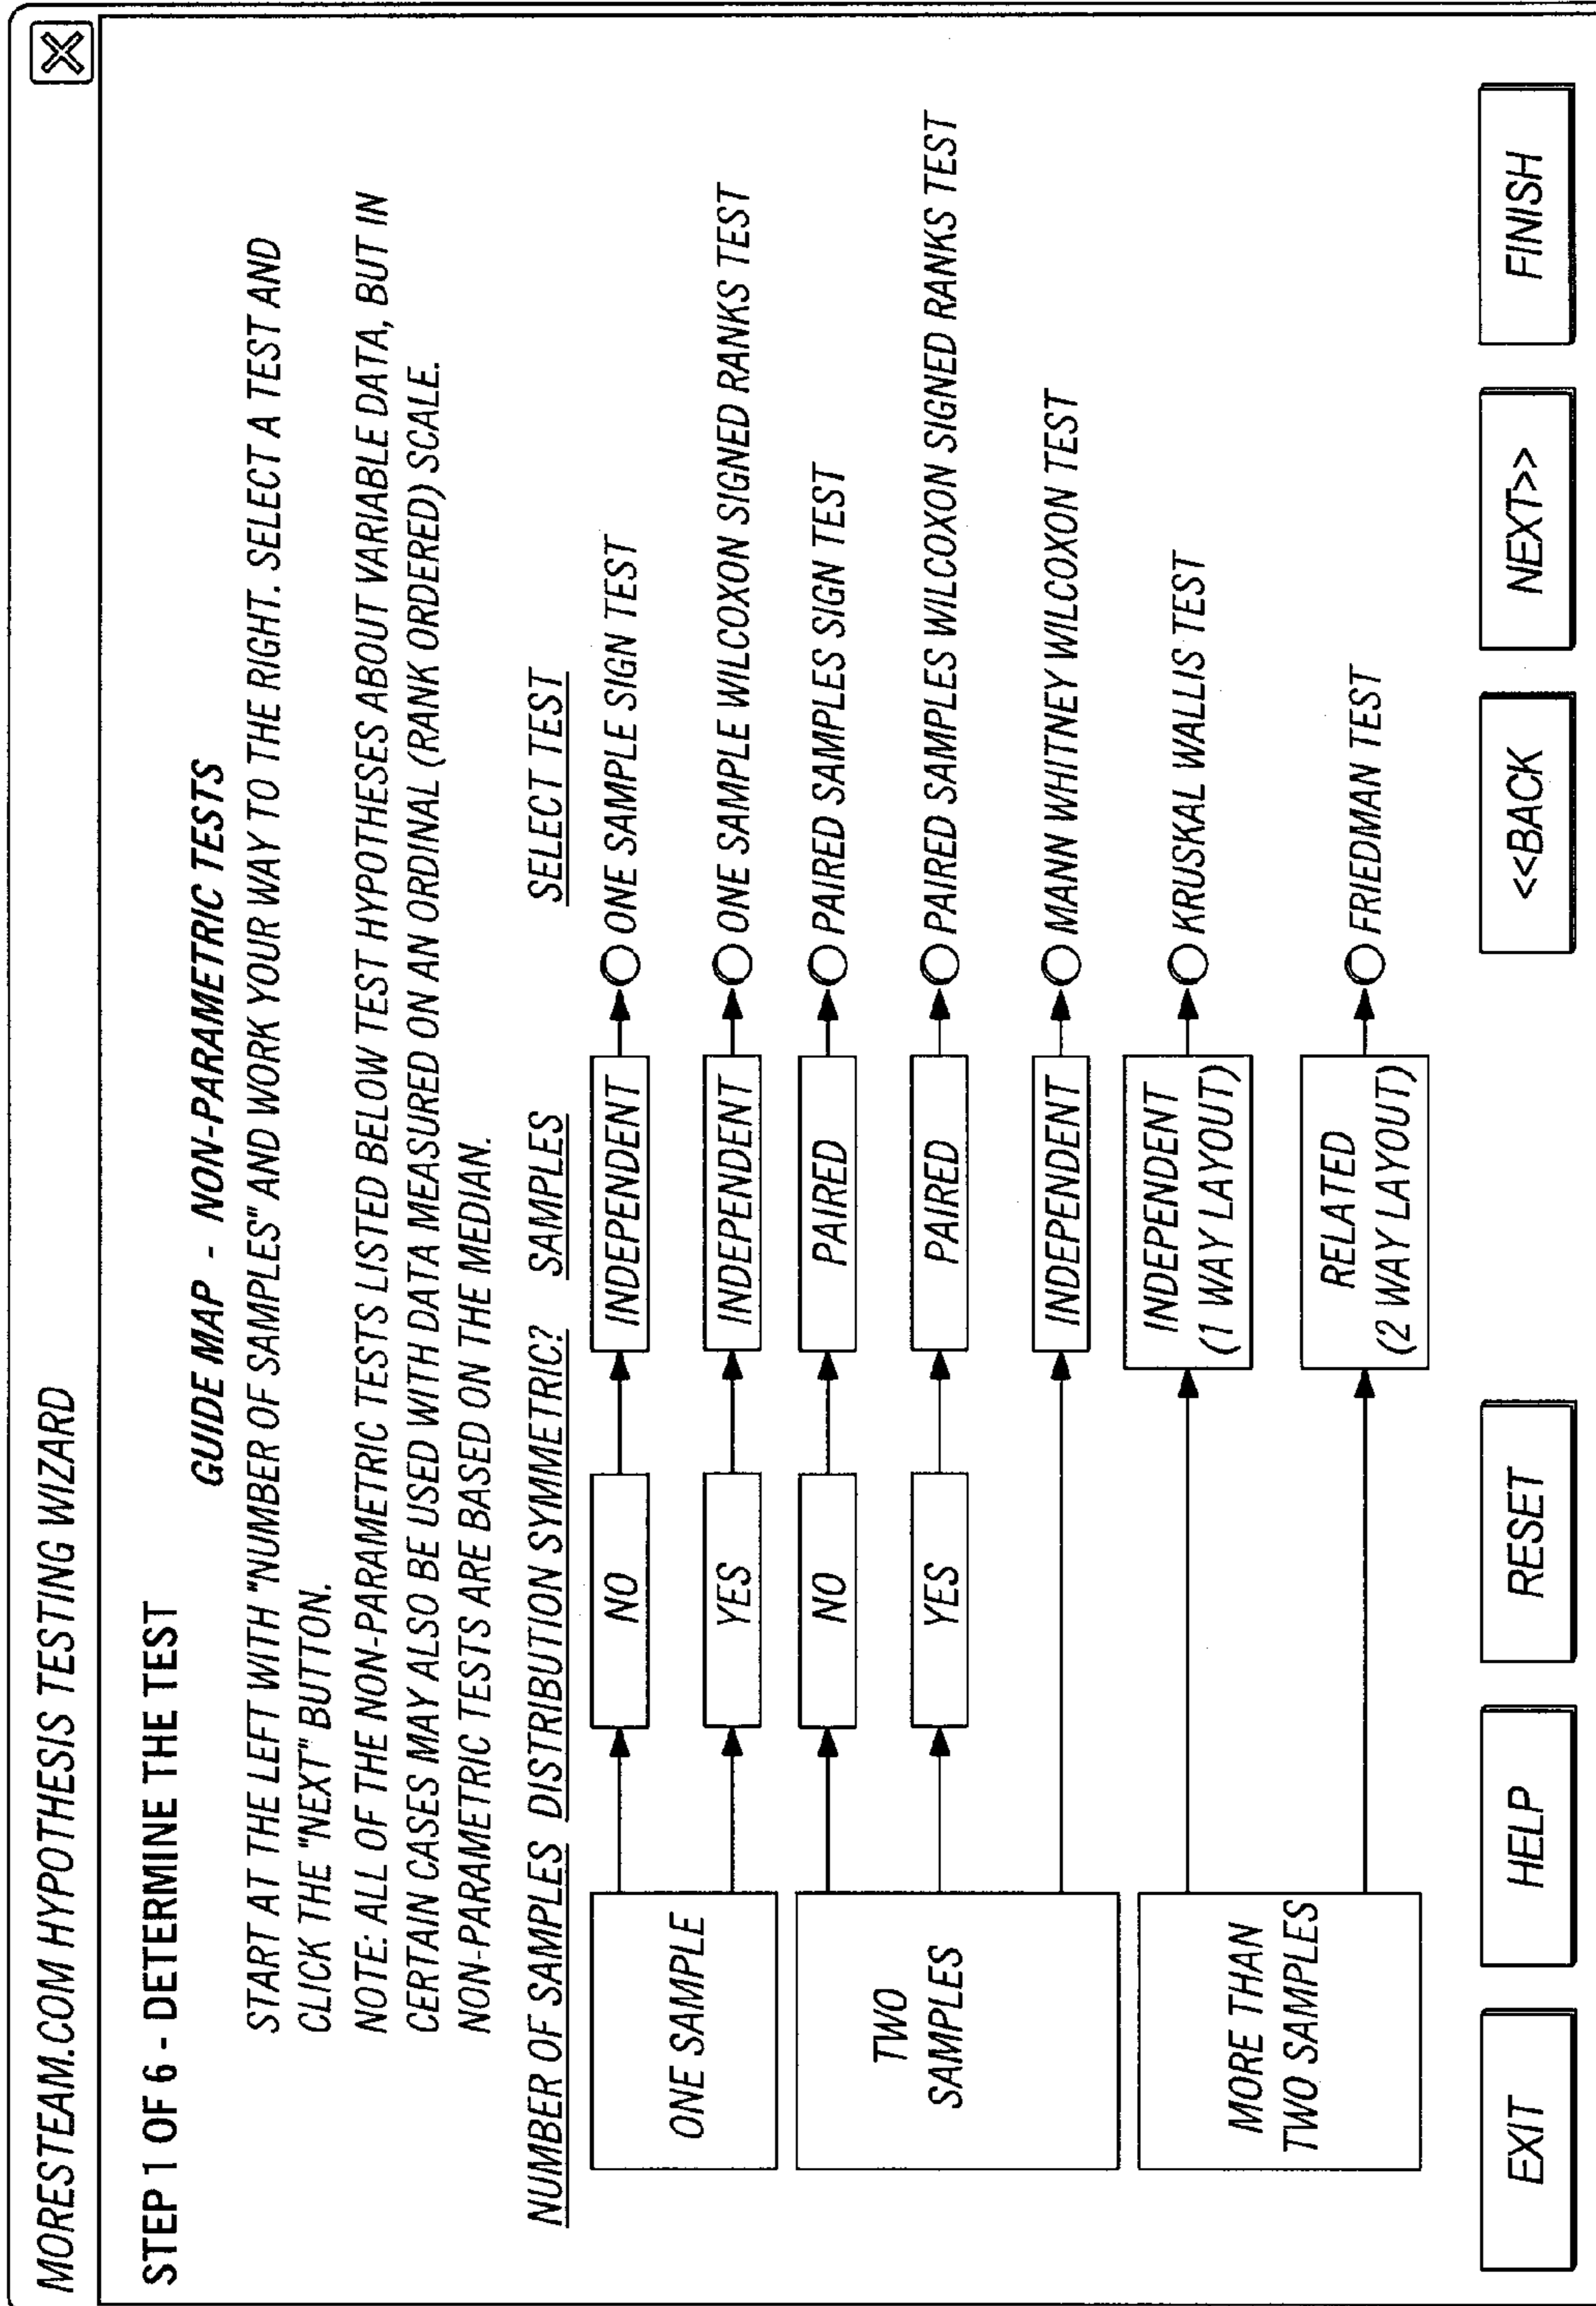 MORESTEAM.COM HYPOTHESIS TESTING WIZARD
STEP 1 OF 6 - DETERMINE THE TEST
GUIDE MAP - NON-PARAMETRIC TESTS
START AT THE LEFT WITH "NUMBER OF SAMPLES" AND WORK YOUR WAY TO THE RIGHT. SELECT A TEST AND
CLICK THE "NEXT" BUTTON.
NOTE: ALL OF THE NON-PARAMETRIC TESTS LISTED BELOW TEST HYPOTHESES ABOUT VARIABLE DATA, BUT IN
CERTAIN CASES MAY ALSO BE USED WITH DATA MEASURED ON AN ORDINAL (RANK ORDERED) SCALE.
NON-PARAMETRIC TESTS ARE BASED ON THE MEDIAN.
NUMBER OF SAMPLES DISTRIBUTION SYMMETRIC? SAMPLES SELECT TEST
ONE SAMPLE
NO INDEPENDENT ONE SAMPLE SIGN TEST
YES INDEPENDENT ONE SAMPLE WILCOXON SIGNED RANKS TEST
TWO
SAMPLES
NO PAIRED PAIRED SAMPLES SIGN TEST
YES PAIRED PAIRED SAMPLES WILCOXON SIGNED RANKS TEST
INDEPENDENT MANN WHITNEY WILCOXON TEST
MORE THAN
TWO SAMPLES
INDEPENDENT
(1 WAY LAYOUT)
KRUSKAL WALLIS TEST
RELATED
(2 WAY LAYOUT)
FRIEDMAN TEST
EXIT HELP RESET <<BACK NEXT>> FINISH